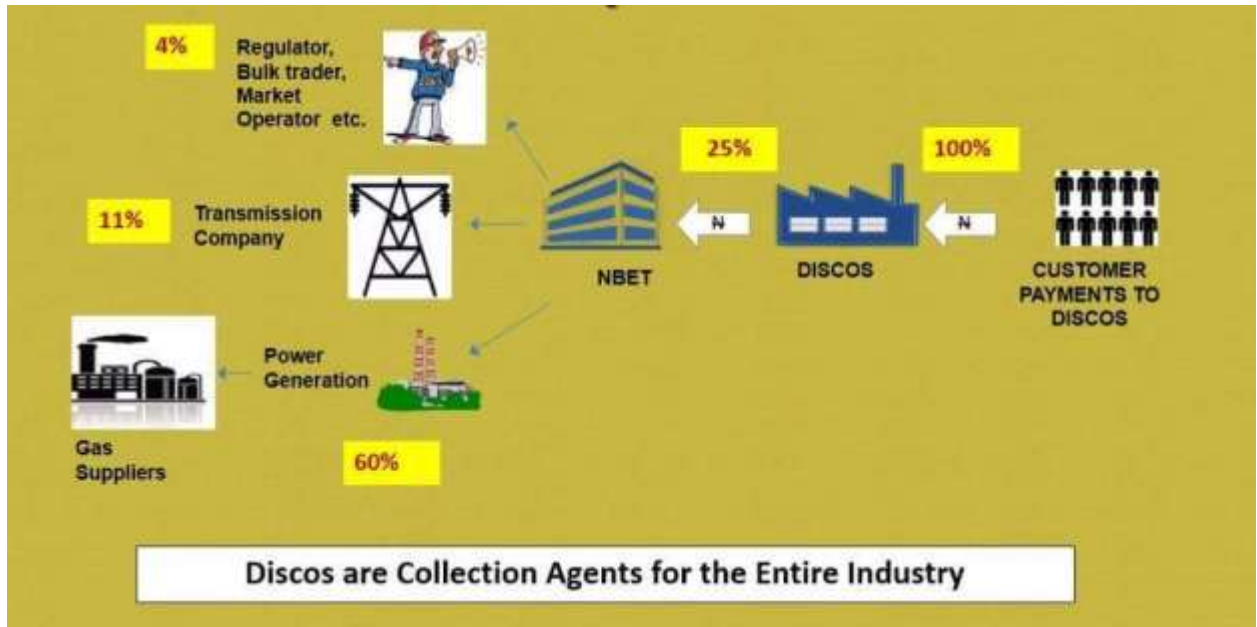 4%
Regulator,
Bulk trader,
Market
Operator etc.
25%
100%
11%
Transmission
Company
₦
₦
NBET
DISCOS
CUSTOMER
PAYMENTS TO
DISCOS
Power
Generation
Gas
Suppliers
60%
Discos are Collection Agents for the Entire Industry